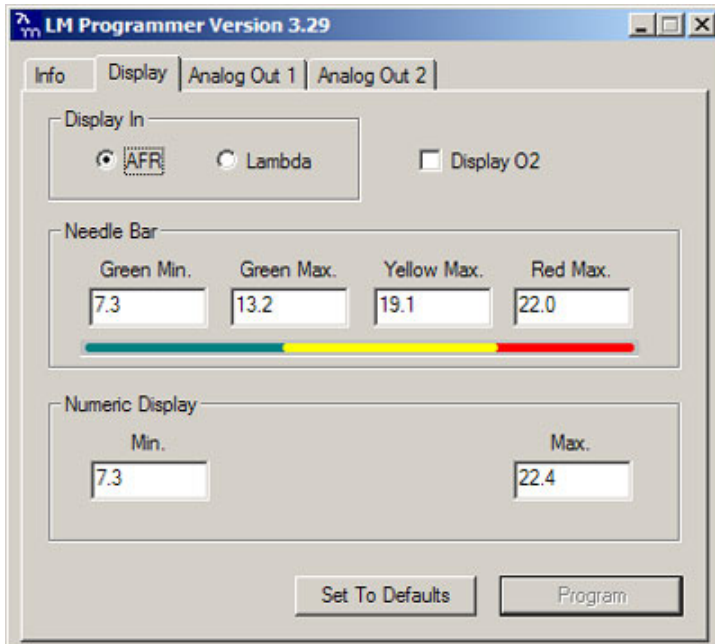 LM Programmer Version 3.29
Info Display Analog Out 1 Analog Out 2
Display In
AFR Lambda Display O2
Needle Bar
Green Min. Green Max. Yellow Max. Red Max.
7.3 13.2 19.1 22.0
Numeric Display
Min. Max.
7.3 22.4
Set To Defaults Program